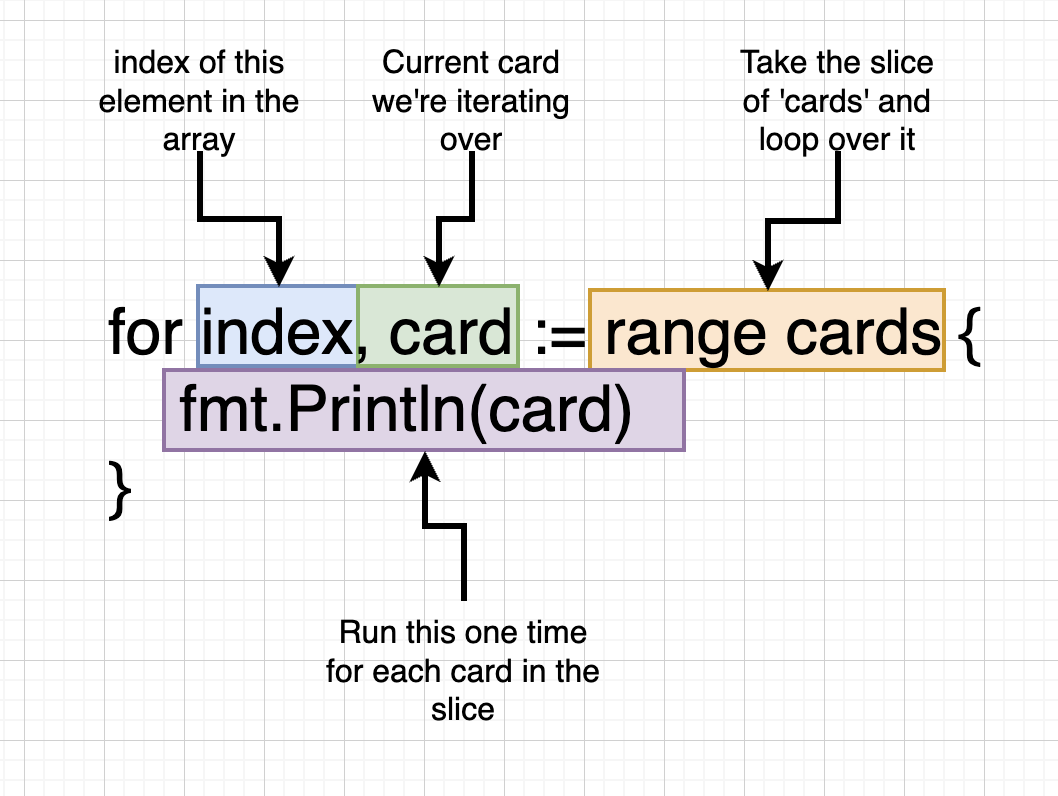 index of this
element in the
array
Current card
we're iterating
over
Take the slice
of 'cards' and
loop over it
for index, card := range cards {
fmt.Println(card)
}
Run this one time
for each card in the
slice